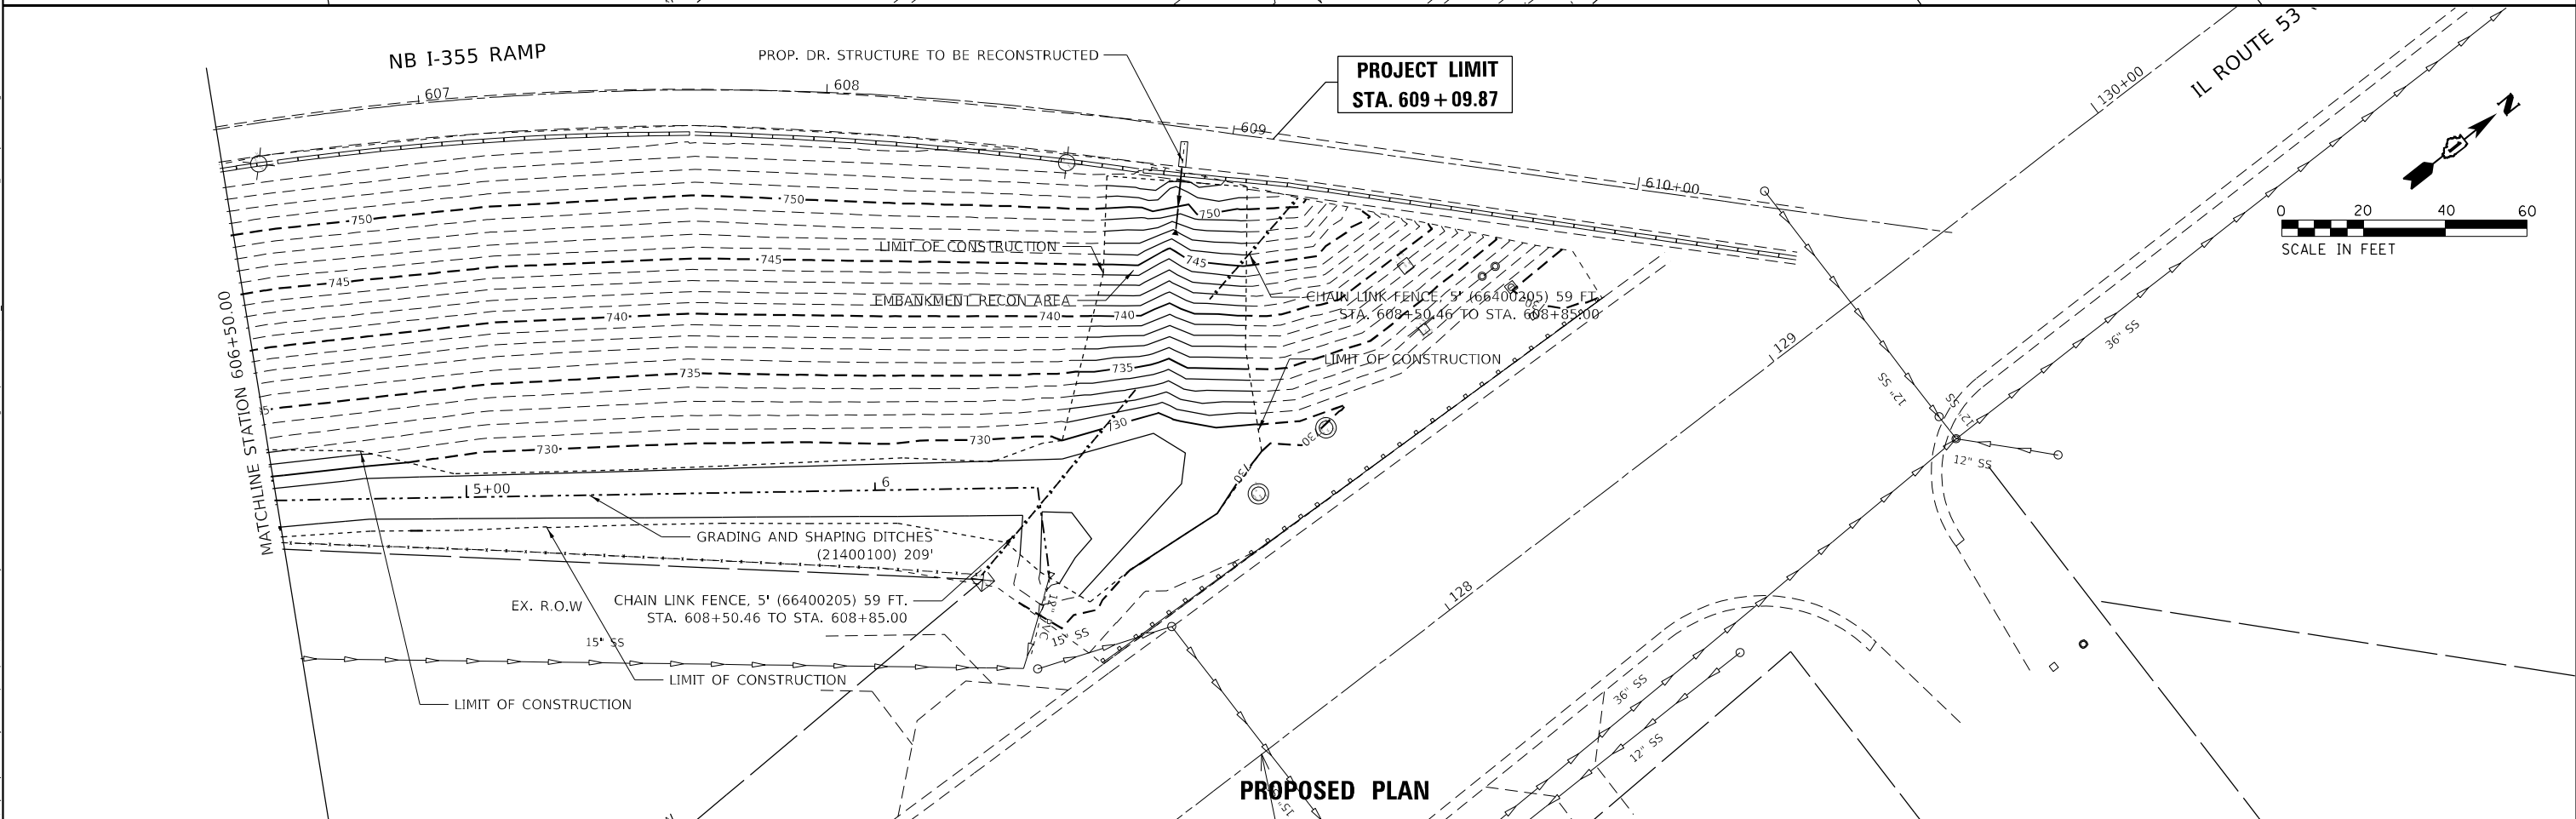 NB I-355 RAMP
PROP. DR. STRUCTURE TO BE RECONSTRUCTED
PROJECT LIMIT
STA. 609 + 09.87
IL ROUTE 53
130+00
N
607
608
609
610+00
0 20 40 60
SCALE IN FEET
750
750
750
LIMIT OF CONSTRUCTION
745
745
745
EMBANKMENT RECON AREA
CHAIN LINK FENCE, 5' (66400205) 59 FT.
STA. 608+50.46 TO STA. 608+85.00
740
740
740
LIMIT OF CONSTRUCTION
129
36" SS
735
735
MATCHLINE STATION 606+50.00
12" SS
12" SS
12" SS
730
730
730
730
5+00
6
GRADING AND SHAPING DITCHES
(21400100) 209'
EX. R.O.W
CHAIN LINK FENCE, 5' (66400205) 59 FT.
STA. 608+50.46 TO STA. 608+85.00
128
15" SS
15" SS
LIMIT OF CONSTRUCTION
LIMIT OF CONSTRUCTION
36" SS
12" SS
PROPOSED PLAN